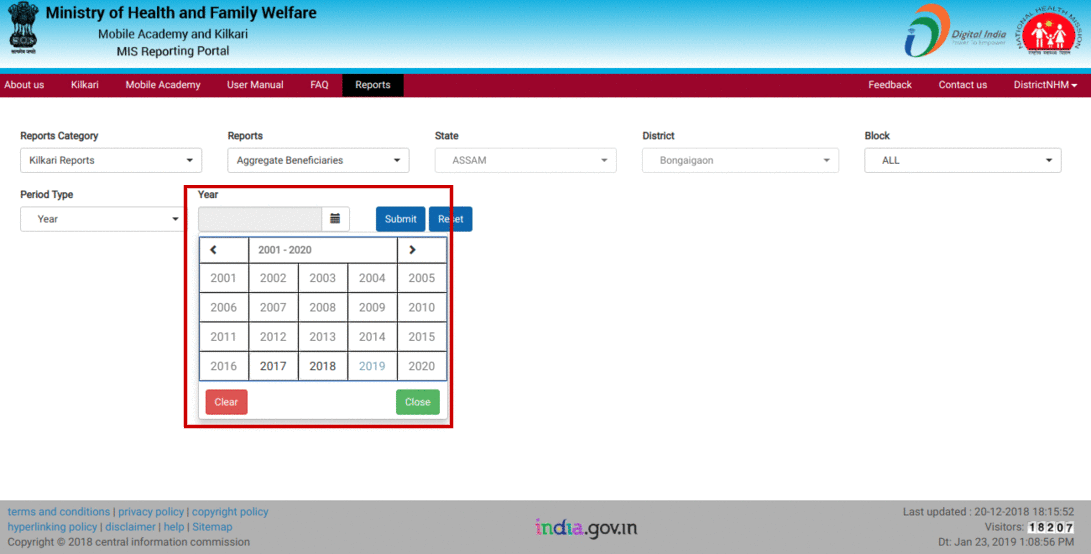 Ministry of Health and Family Welfare
Mobile Academy and Kilkari
MIS Reporting Portal
Digital India
Power To Empower
NATIONAL HEALTH MISSION
About us Kilkari Mobile Academy User Manual FAQ Reports Feedback Contact us DistrictNHM
Reports Category Reports State District Block
Kilkari Reports Aggregate Beneficiaries ASSAM Bongaigaon ALL
Period Type Year
Year Submit Reset
2001 - 2020
2001 2002 2003 2004 2005
2006 2007 2008 2009 2010
2011 2012 2013 2014 2015
2016 2017 2018 2019 2020
Clear Close
terms and conditions | privacy policy | copyright policy
hyperlinking policy | disclaimer | help | Sitemap
Copyright © 2018 central information commission
india.gov.in
Last updated : 20-12-2018 18:15:52
Visitors: 18207
Dt: Jan 23, 2019 1:08:56 PM